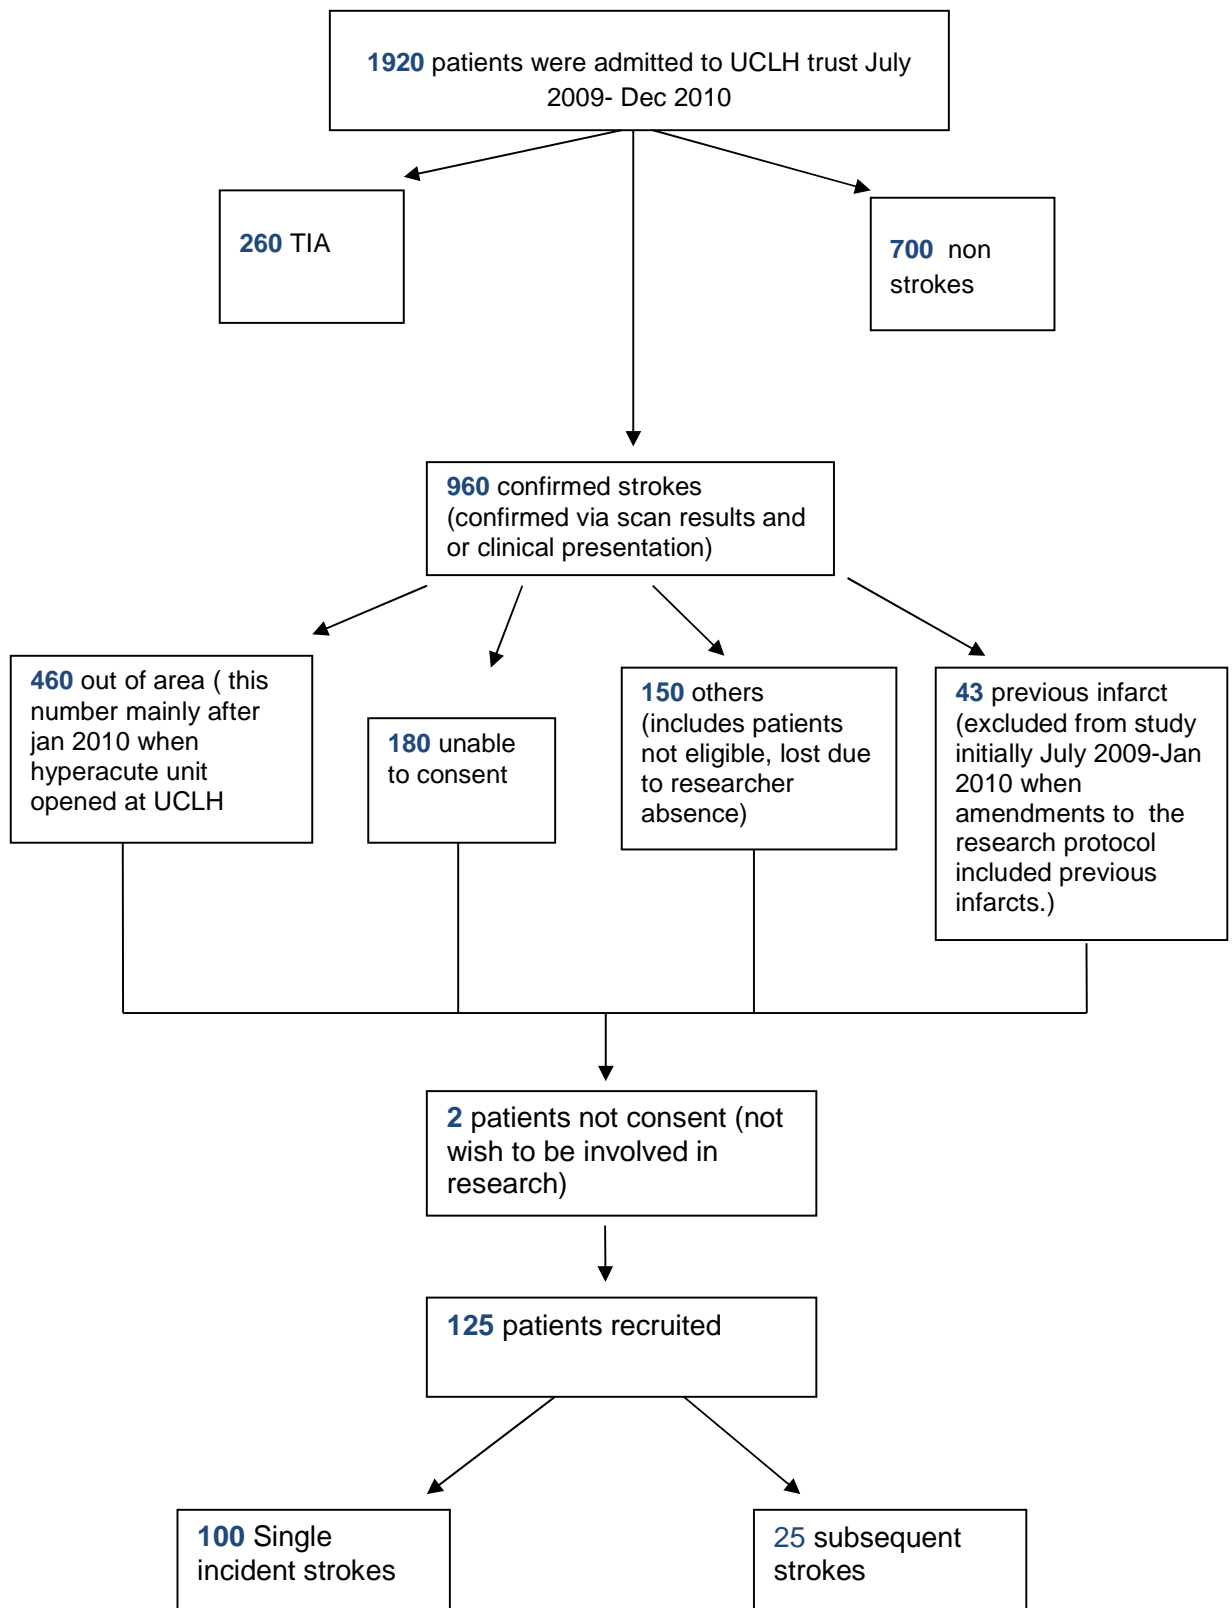 1920 patients were admitted to UCLH trust July
2009- Dec 2010
260 TIA
700 non
strokes
960 confirmed strokes
(confirmed via scan results and
or clinical presentation)
460 out of area ( this
number mainly after
jan 2010 when
hyperacute unit
opened at UCLH
180 unable
to consent
150 others
(includes patients
not eligible, lost due
to researcher
absence)
43 previous infarct
(excluded from study
initially July 2009-Jan
2010 when
amendments to the
research protocol
included previous
infarcts.)
2 patients not consent (not
wish to be involved in
research)
125 patients recruited
100 Single
incident strokes
25 subsequent
strokes